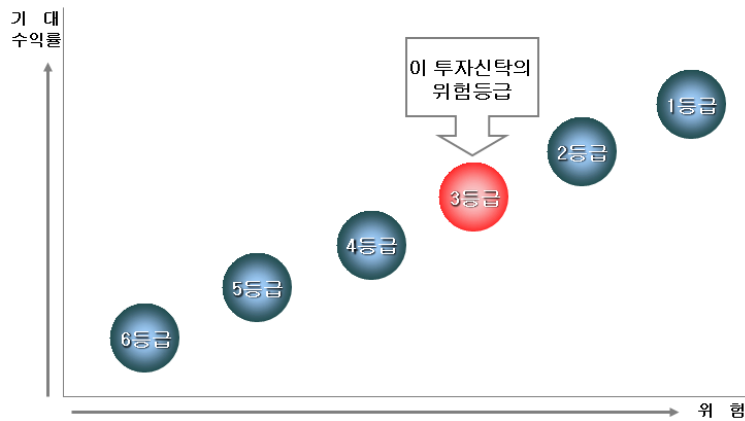 기 대
수익률
이 투자신탁의
위험등급
1등급
2등급
3등급
4등급
5등급
6등급
위 험